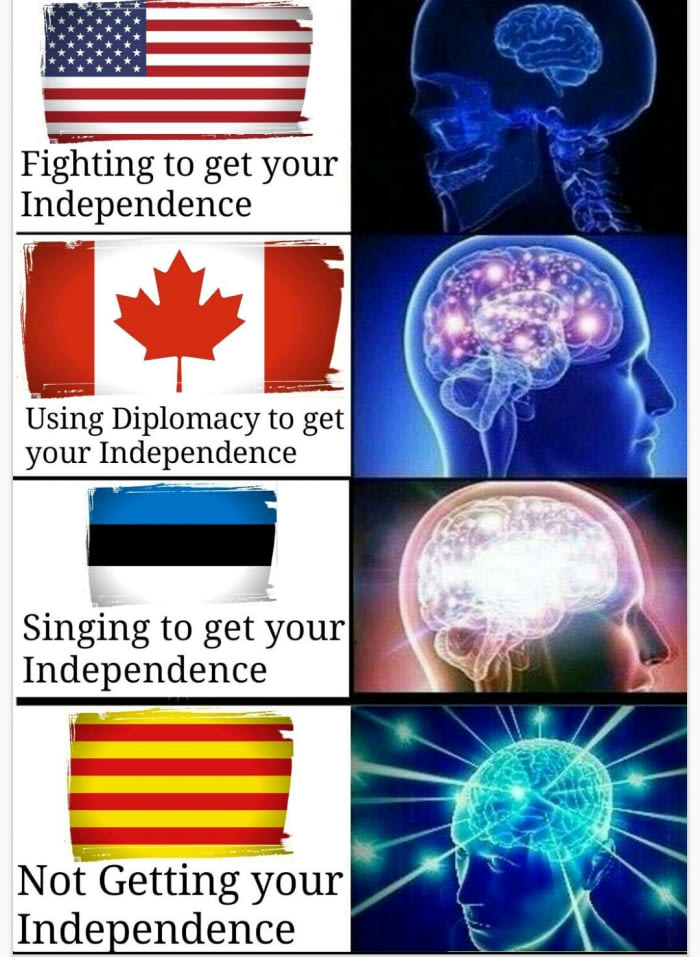 Fighting to get your
Independence
Using Diplomacy to get
your Independence
Singing to get your
Independence
Not Getting your
Independence